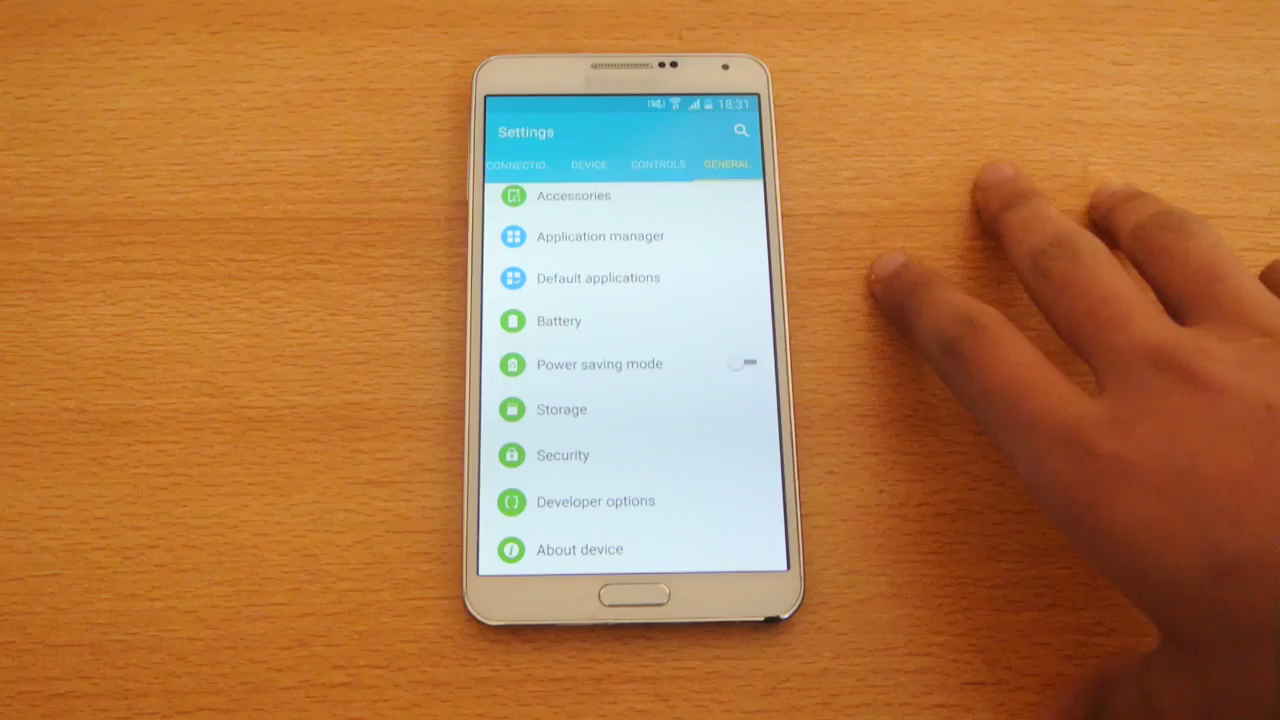 18:31
Settings
CONNECTIO..
DEVICE
CONTROLS
GENERAL
Accessories
Application manager
Default applications
Battery
Power saving mode
Storage
Security
Developer options
About device